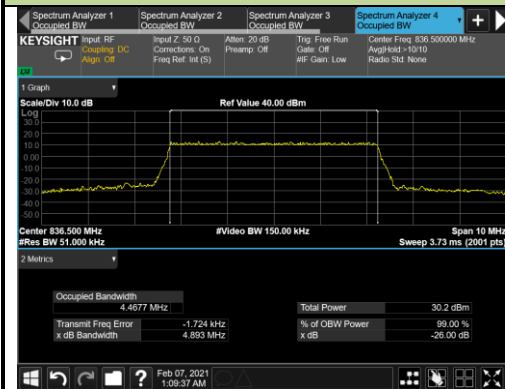 Spectrum Analyzer 1 Spectrum Analyzer 2 Spectrum Analyzer 3 Spectrum Analyzer 4
Occupied BW Occupied BW Occupied BW Occupied BW
KEYSIGHT Input: RF Input Z: 50 Ω Atten: 20 dB Trig: Free Run Center Freq: 836.500000 MHz
Coupling: DC Corrections: On Preamp: Off Gate: Off Avg|Hold:>10/10
Align: Off Freq Ref: Int (S) #IF Gain: Low Radio Std: None
1 Graph
Scale/Div 10.0 dB Ref Value 40.00 dBm
Log
30.0
20.0
10.0
0.00
-10.0
-20.0
-30.0
-40.0
-50.0
Center 836.500 MHz #Video BW 150.00 kHz Span 10 MHz
#Res BW 51.000 kHz Sweep 3.73 ms (2001 pts)
2 Metrics
Occupied Bandwidth
4.4677 MHz Total Power 30.2 dBm
Transmit Freq Error -1.724 kHz % of OBW Power 99.00 %
x dB Bandwidth 4.893 MHz x dB -26.00 dB
? Feb 07, 2021
1:09:37 AM